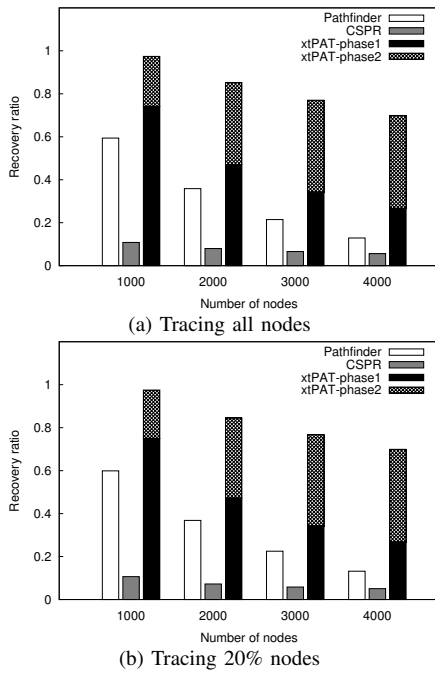 Pathfinder
CSPR
xtPAT-phase1
xtPAT-phase2
1
0.8
0.6
0.4
0.2
0
Recovery ratio
1000 2000 3000 4000
Number of nodes
(a) Tracing all nodes
Pathfinder
CSPR
xtPAT-phase1
xtPAT-phase2
1
0.8
0.6
0.4
0.2
0
Recovery ratio
1000 2000 3000 4000
Number of nodes
(b) Tracing 20% nodes